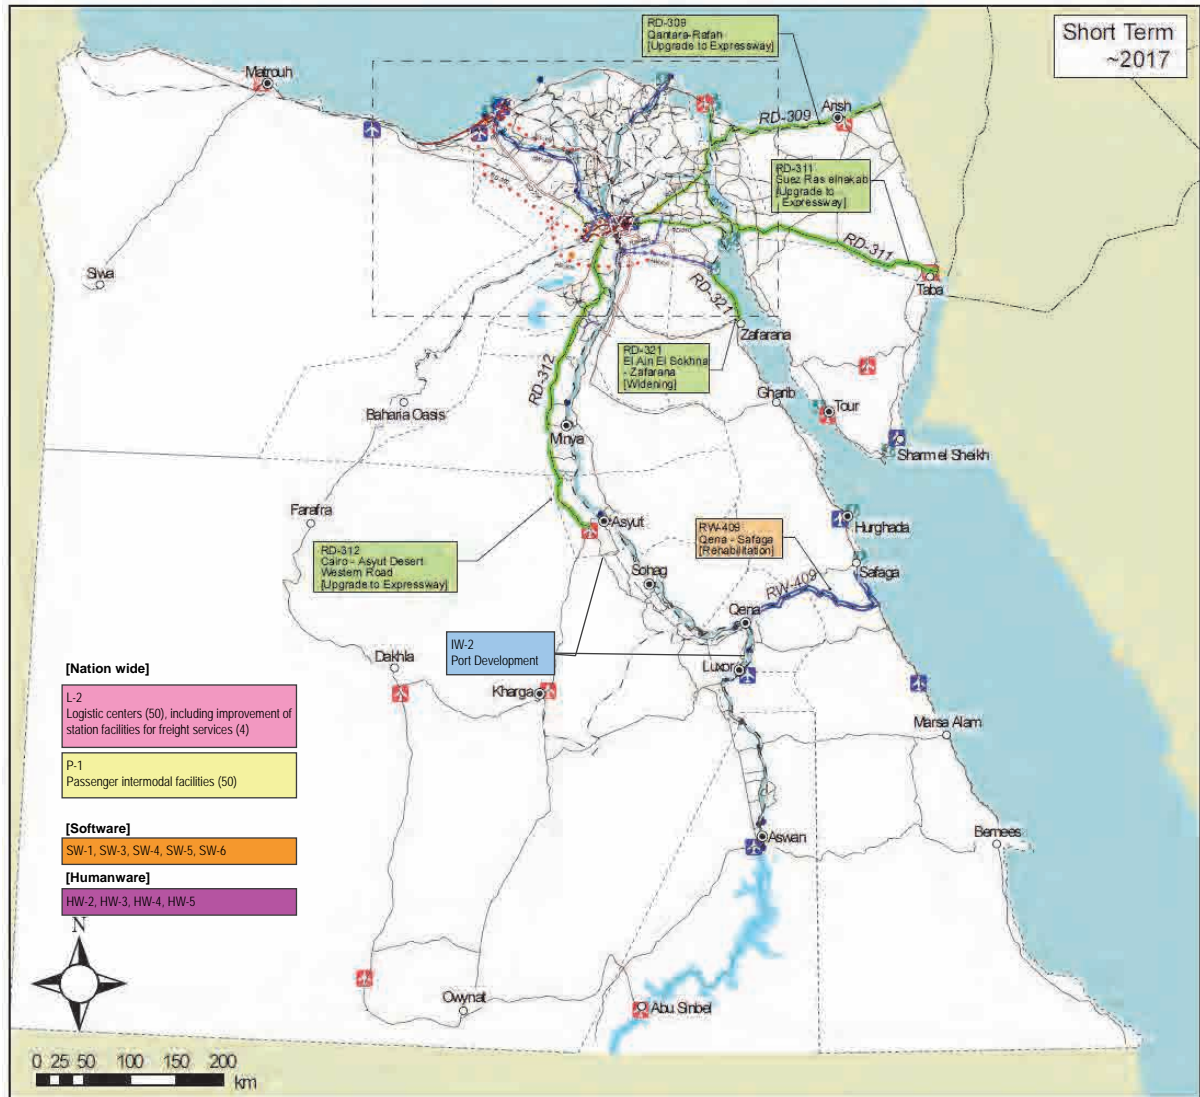 Short Term
~2017
RD-309
Qantara-Rafah
[Upgrade to Expressway]
Matrouh
Arish
RD-309
RD-311
Suez Ras elnakab
[Upgrade to
Expressway]
RD-311
Siwa
Taba
RD-321
Zafarana
RD-321
El Ain El Sokhna
- Zafarana
[Widening]
RD-312
Gharib
Baharia Oasis
Tour
Minya
Sharm el Sheikh
Farafra
Asyut
RW-409
Qena - Safaga
[Rehabilitation]
Hurghada
RD-312
Cairo - Asyut Desert
Western Road
[Upgrade to Expressway]
Safaga
Sohag
RW-409
Qena
IW-2
Port Development
Dakhla
Luxor
Kharga
[Nation wide]
L-2
Logistic centers (50), including improvement of
station facilities for freight services (4)
P-1
Passenger intermodal facilities (50)
Marsa Alam
[Software]
SW-1, SW-3, SW-4, SW-5, SW-6
Aswan
Bernees
[Humanware]
HW-2, HW-3, HW-4, HW-5
N
Owynat
Abu Simbel
0 25 50 100 150 200
km